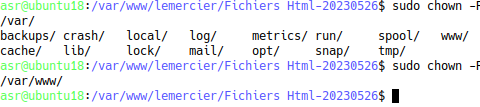 asr@ubuntu18:/var/www/lemercier/Fichiers Html-20230526$ sudo chown -R
/var/
backups/ crash/ local/ log/ metrics/ run/ spool/ www/
cache/ lib/ lock/ mail/ opt/ snap/ tmp/
asr@ubuntu18:/var/www/lemercier/Fichiers Html-20230526$ sudo chown -R
/var/www/
asr@ubuntu18:/var/www/lemercier/Fichiers Html-20230526$